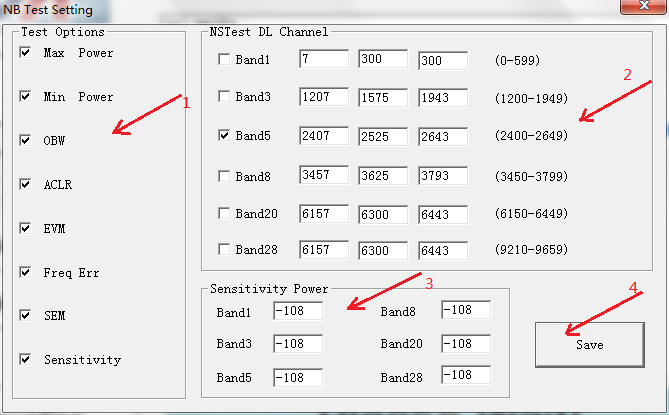 NB Test Setting
Test Options
Max Power
Min Power
OBW
ACLR
EVM
Freq Err
SEM
Sensitivity
1
NSTest DL Channel
Band1 7 300 300 (0-599)
Band3 1207 1575 1943 (1200-1949)
Band5 2407 2525 2643 (2400-2649)
Band8 3457 3625 3793 (3450-3799)
Band20 6157 6300 6443 (6150-6449)
Band28 6157 6300 6443 (9210-9659)
2
Sensitivity Power
Band1 -108 Band8 -108
Band3 -108 Band20 -108
Band5 -108 Band28 -108
3
4
Save